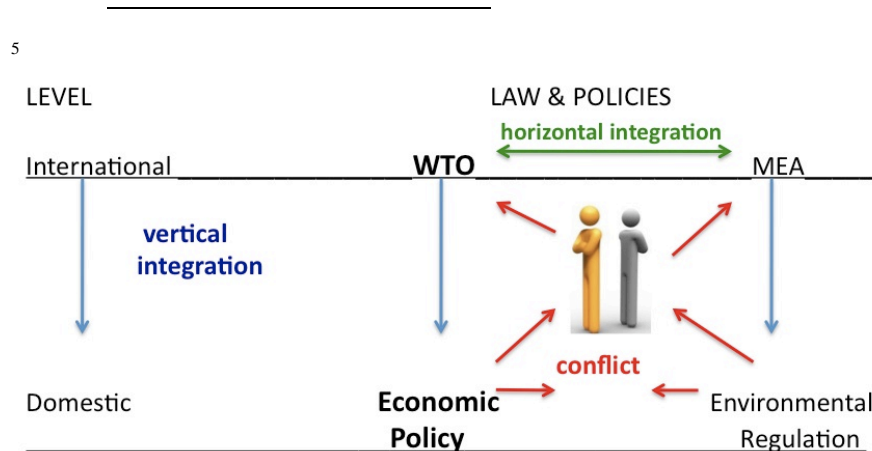 5
LEVEL LAW & POLICIES
horizontal integration
International WTO MEA
vertical
integration
conflict
Domestic Economic Environmental
Policy Regulation